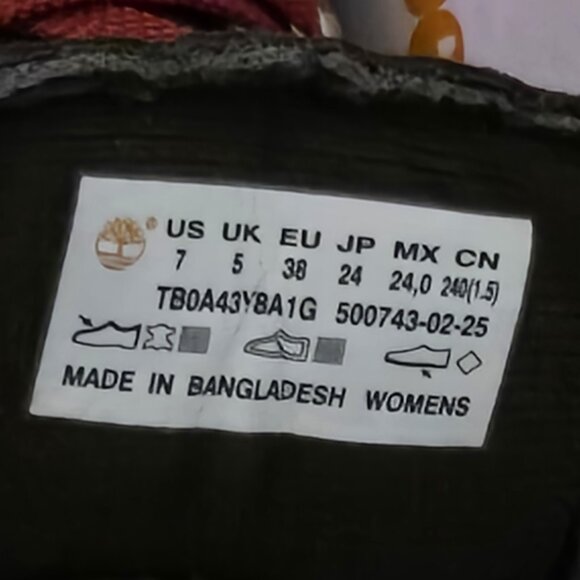 US UK EU JP MX CN
7 5 38 24 24,0 240(1.5)
TB0A43Y8A1G 500743-02-25
MADE IN BANGLADESH WOMENS